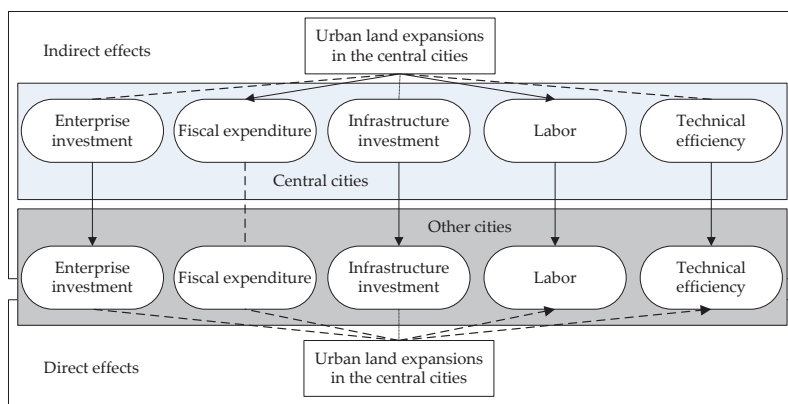 Indirect effects
Urban land expansions
in the central cities
Enterprise
investment
Fiscal expenditure
Infrastructure
investment
Labor
Technical
efficiency
Central cities
Other cities
Enterprise
investment
Fiscal expenditure
Infrastructure
investment
Labor
Technical
efficiency
Direct effects
Urban land expansions
in the central cities